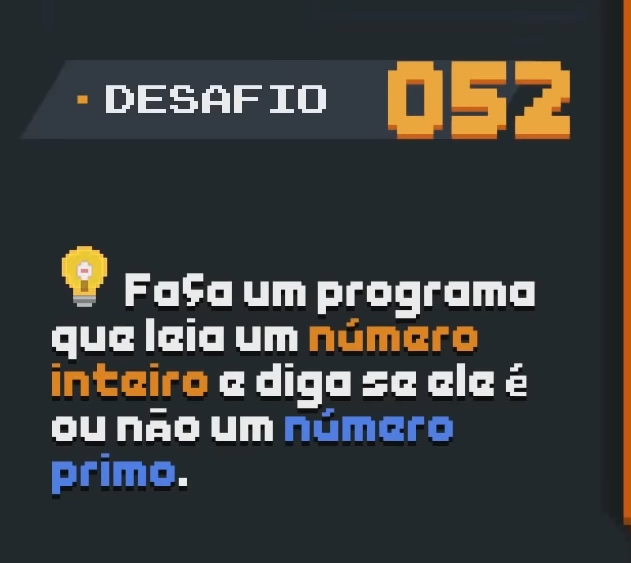 DESAFIO 052
Faça um programa
que leia um número
inteiro e diga se ele é
ou não um número
primo.